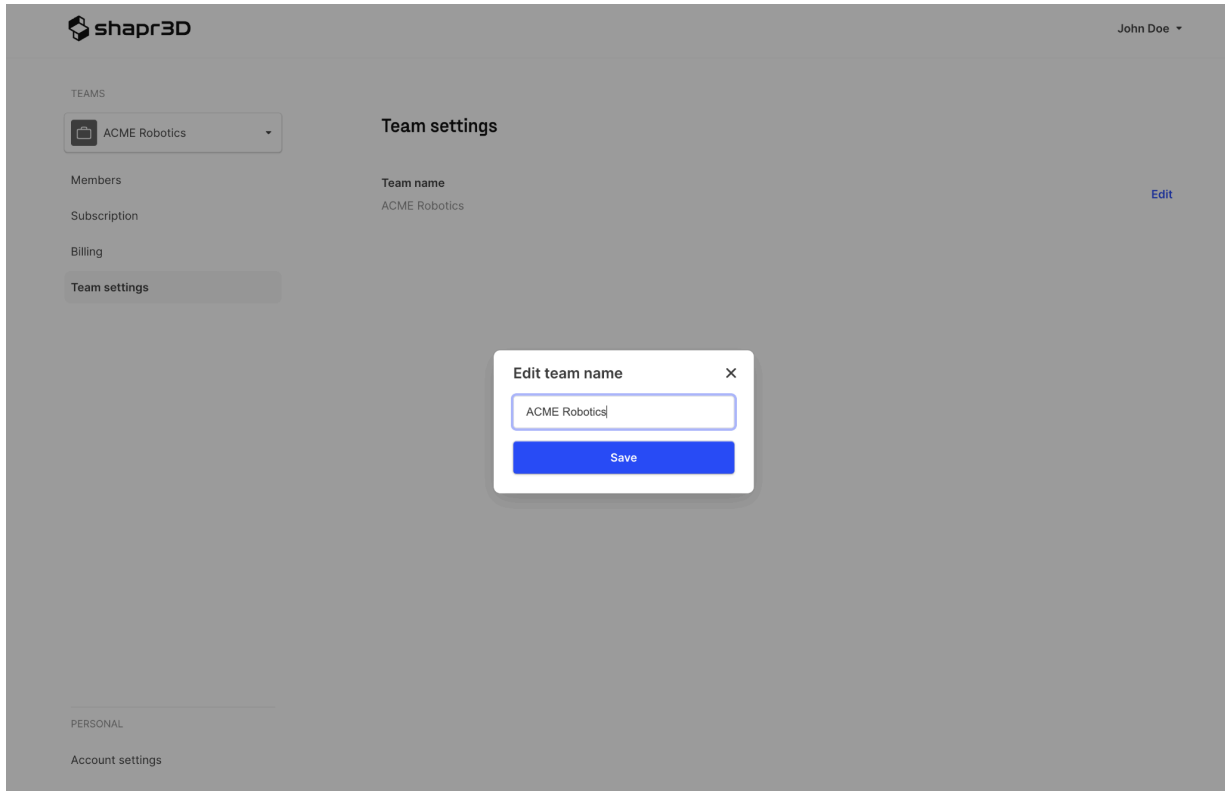 shapr3D
John Doe
TEAMS
ACME Robotics
Members
Subscription
Billing
Team settings
Team settings
Team name
ACME Robotics
Edit
Edit team name
ACME Robotics
Save
PERSONAL
Account settings